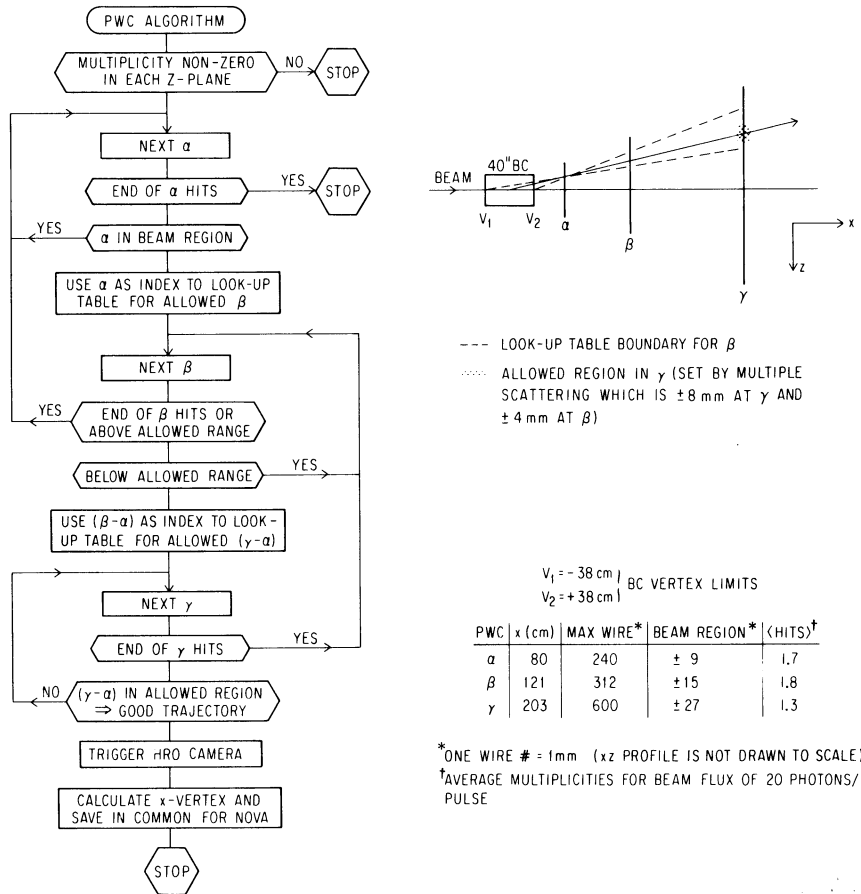 PWC ALGORITHM
MULTIPLICITY NON-ZERO
IN EACH Z-PLANE
NO
STOP
NEXT α
END OF α HITS
YES
STOP
YES
α IN BEAM REGION
USE α AS INDEX TO LOOK-UP
TABLE FOR ALLOWED β
NEXT β
YES
END OF β HITS OR
ABOVE ALLOWED RANGE
BELOW ALLOWED RANGE
YES
USE (β-α) AS INDEX TO LOOK-
UP TABLE FOR ALLOWED (γ-α)
NEXT γ
END OF γ HITS
YES
NO
(γ-α) IN ALLOWED REGION
⇒ GOOD TRAJECTORY
TRIGGER HRO CAMERA
CALCULATE x-VERTEX AND
SAVE IN COMMON FOR NOVA
STOP
40" BC
BEAM
V₁
V₂
α
β
γ
x
z
--- LOOK-UP TABLE BOUNDARY FOR β
ALLOWED REGION IN γ (SET BY MULTIPLE
SCATTERING WHICH IS ±8 mm AT γ AND
±4 mm AT β)
V₁ = -38 cm
V₂ = +38 cm
BC VERTEX LIMITS
PWC x (cm) MAX WIRE* BEAM REGION* ⟨HITS⟩†
α 80 240 ± 9 1.7
β 121 312 ±15 1.8
γ 203 600 ±27 1.3
*ONE WIRE # = 1mm (xz PROFILE IS NOT DRAWN TO SCALE)
†AVERAGE MULTIPLICITIES FOR BEAM FLUX OF 20 PHOTONS/
PULSE